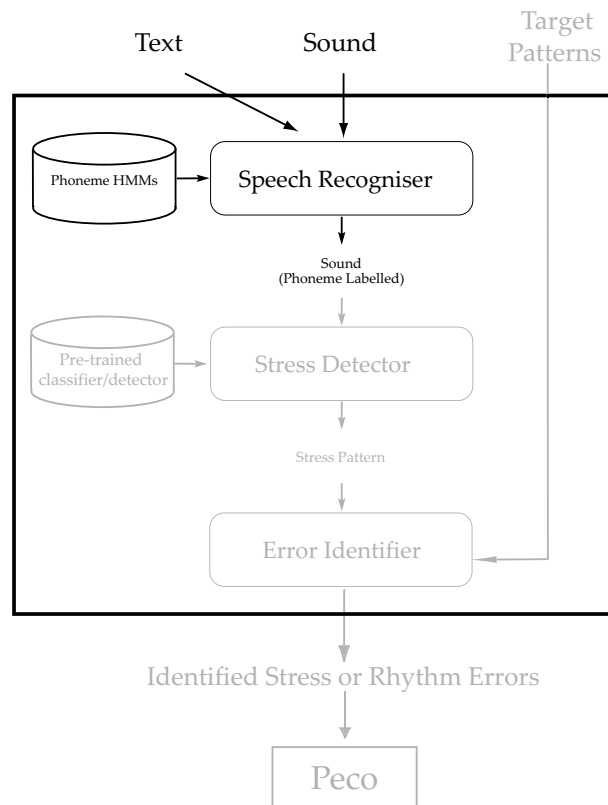 Target
Patterns
Text
Sound
Phoneme HMMs
Speech Recogniser
Sound
(Phoneme Labelled)
Pre-trained
classifier/detector
Stress Detector
Stress Pattern
Error Identifier
Identified Stress or Rhythm Errors
Peco